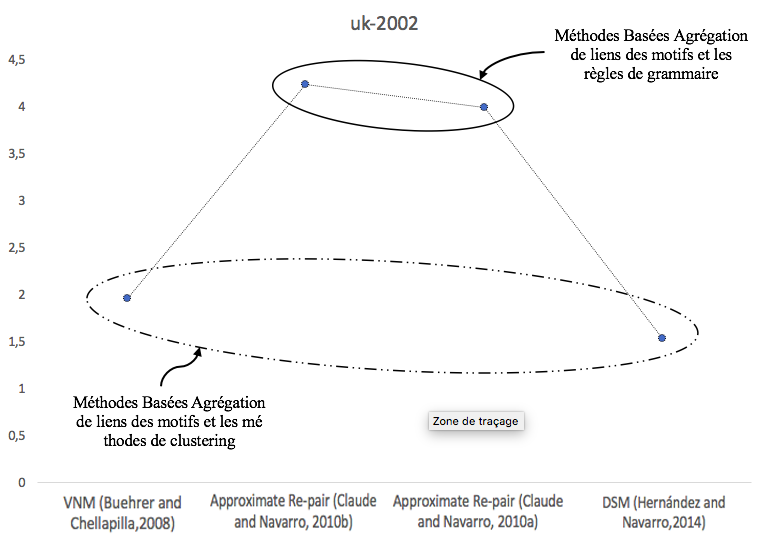 uk-2002
Méthodes Basées Agrégation
de liens des motifs et les
règles de grammaire
4,5
4
3,5
3
2,5
2
1,5
1
0,5
0
Méthodes Basées Agrégation
de liens des motifs et les mé
thodes de clustering
Zone de traçage
VNM (Buehrer and
Chellapilla,2008)
Approximate Re-pair (Claude
and Navarro, 2010b)
Approximate Re-pair (Claude
and Navarro, 2010a)
DSM (Hernández and
Navarro,2014)